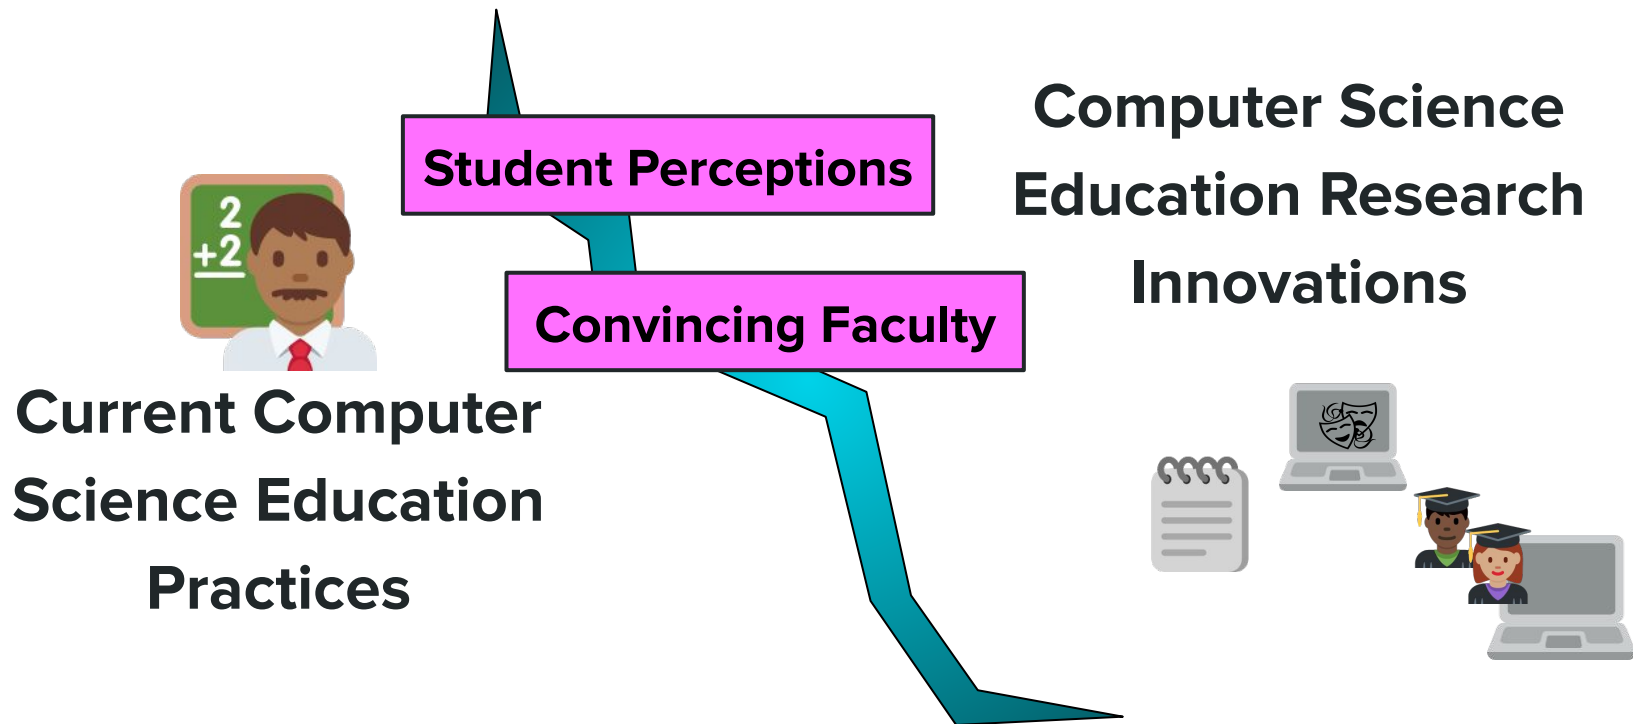 Student Perceptions
Convincing Faculty
Computer Science
Education Research
Innovations
2
+2
Current Computer
Science Education
Practices